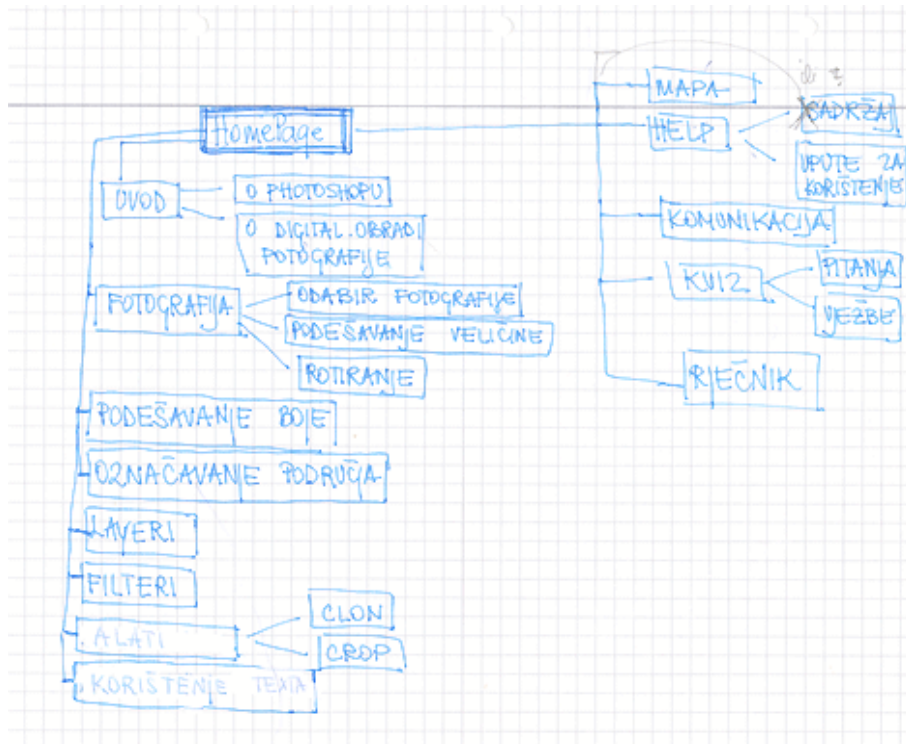 HomePage
UVOD
O PHOTOSHOPU
O DIGITAL. OBRADI
FOTOGRAFIJE
FOTOGRAFIJA
ODABIR FOTOGRAFIJE
PODEŠAVANJE VELIČINE
ROTIRANJE
PODEŠAVANJE BOJE
OZNAČAVANJE PODRUČJA
LAYERI
FILTERI
ALATI
CLON
CROP
KORIŠTENJE TEXTA
MAPA
HELP
SADRŽAJ
UPUTE ZA
KORIŠTENJE
KOMUNIKACIJA
KVIZ
PITANJA
VJEŽBE
RJEČNIK